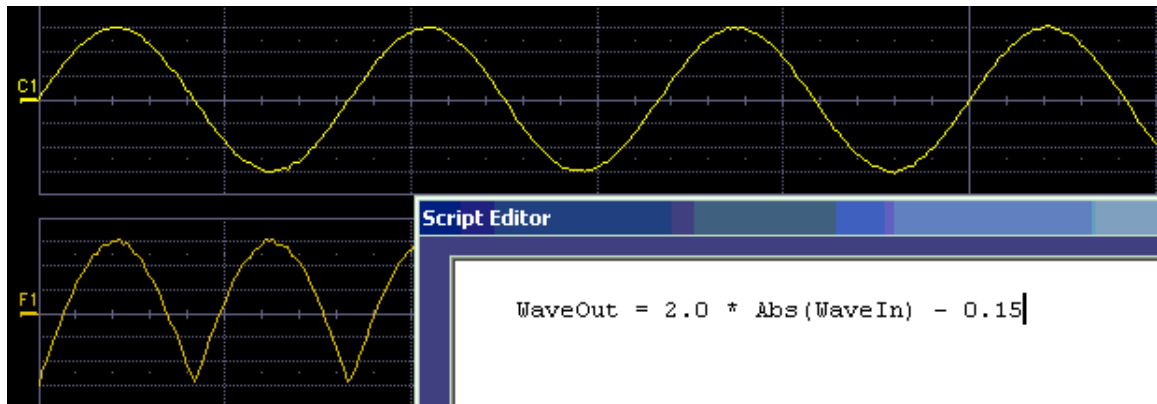 C1
Script Editor
F1
WaveOut = 2.0 * Abs(WaveIn) - 0.15